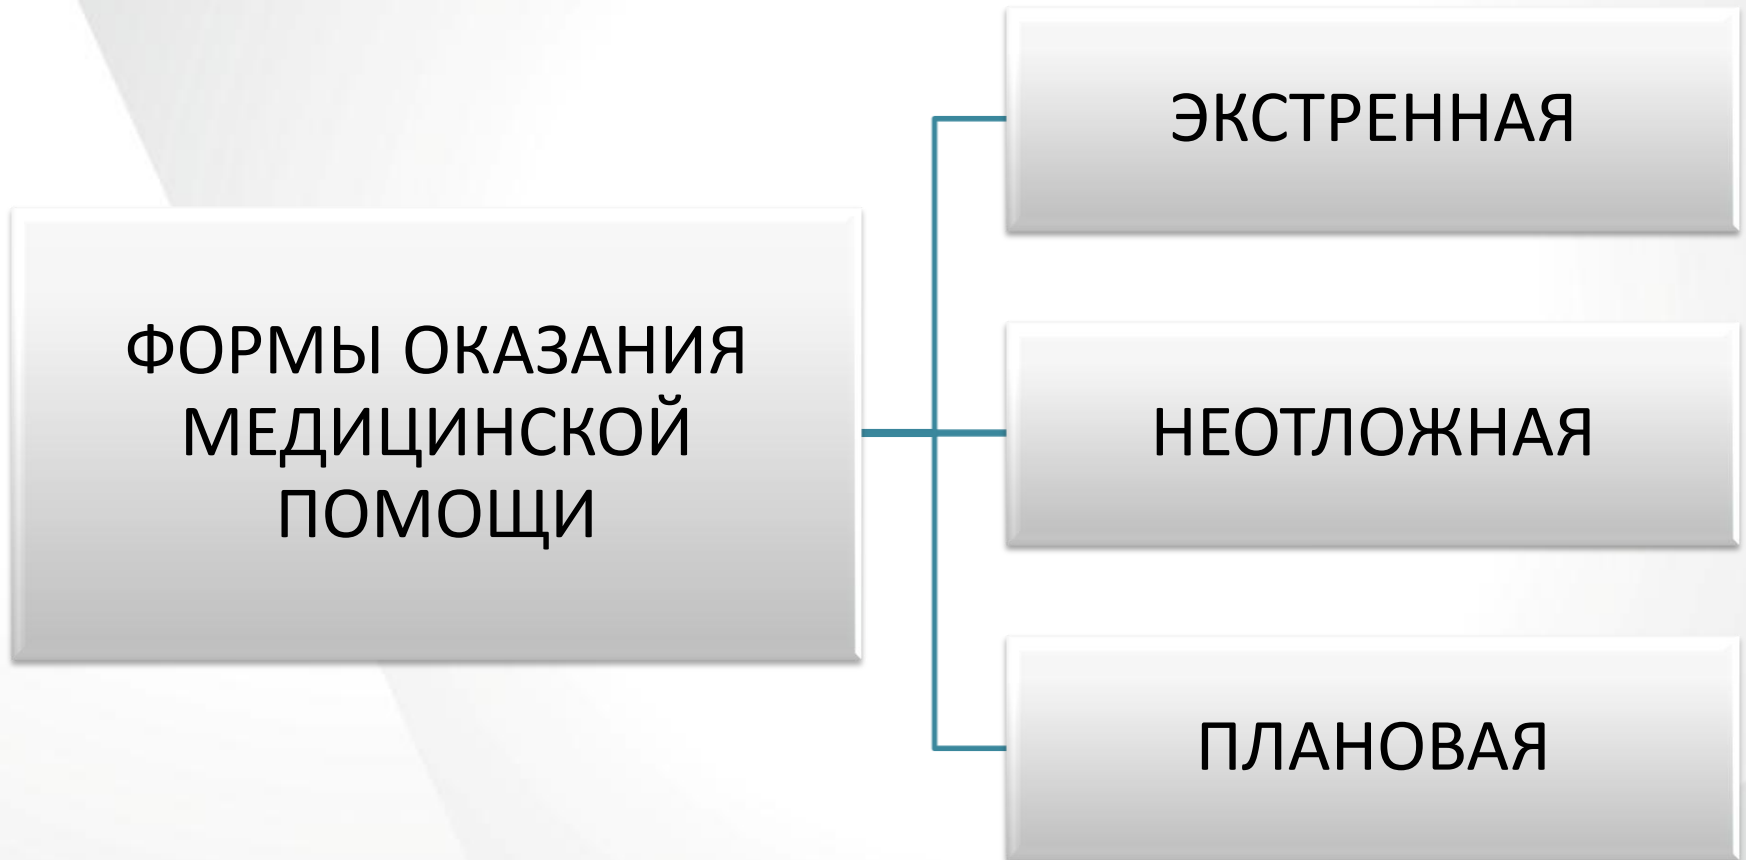 ФОРМЫ ОКАЗАНИЯ
МЕДИЦИНСКОЙ
ПОМОЩИ
ЭКСТРЕННАЯ
НЕОТЛОЖНАЯ
ПЛАНОВАЯ